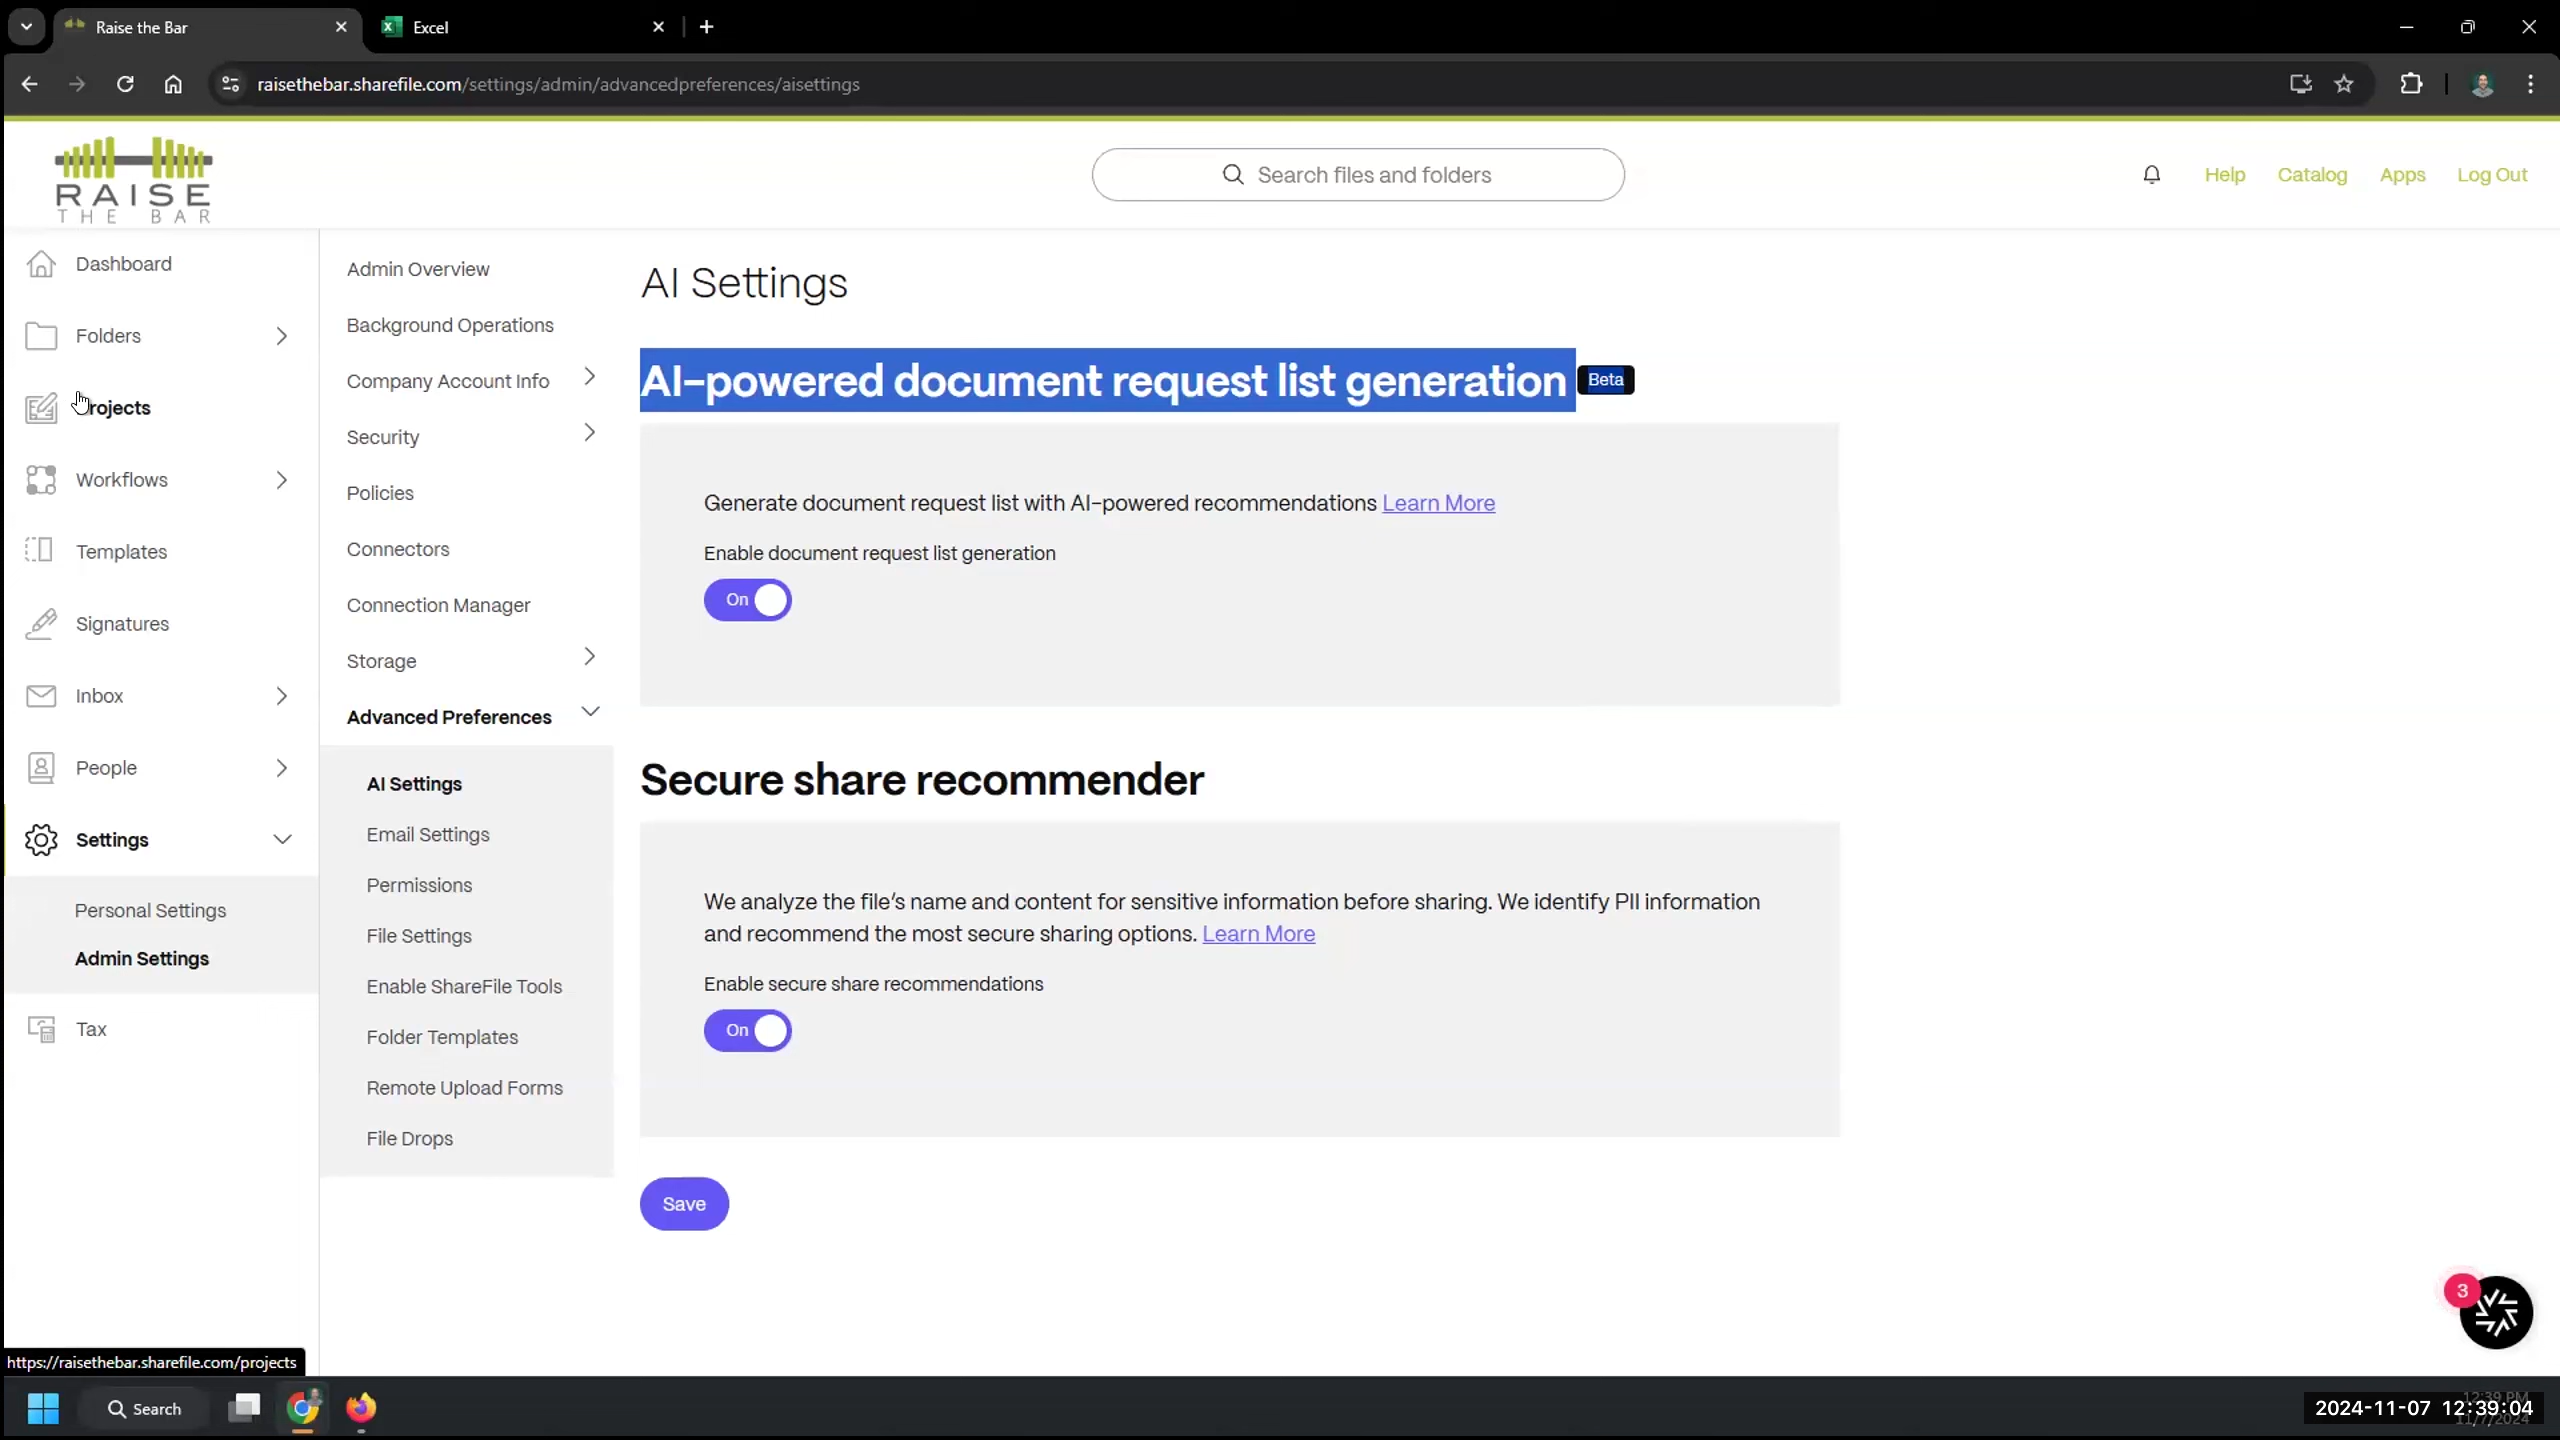 Raise the Bar
Excel
raisethebar.sharefile.com/settings/admin/advancedpreferences/aisettings
RAISE
THE BAR
Search files and folders
Help
Catalog
Apps
Log Out
Dashboard
Folders
Projects
Workflows
Templates
Signatures
Inbox
People
Settings
Personal Settings
Admin Settings
Tax
Admin Overview
Background Operations
Company Account Info
Security
Policies
Connectors
Connection Manager
Storage
Advanced Preferences
AI Settings
Email Settings
Permissions
File Settings
Enable ShareFile Tools
Folder Templates
Remote Upload Forms
File Drops
AI Settings
AI-powered document request list generation Beta
Generate document request list with AI-powered recommendations Learn More
Enable document request list generation
On
Secure share recommender
We analyze the file's name and content for sensitive information before sharing. We identify PII information
and recommend the most secure sharing options. Learn More
Enable secure share recommendations
On
Save
3
https://raisethebar.sharefile.com/projects
Search
12:39 PM
2024-11-07 12:39:04
11/7/2024